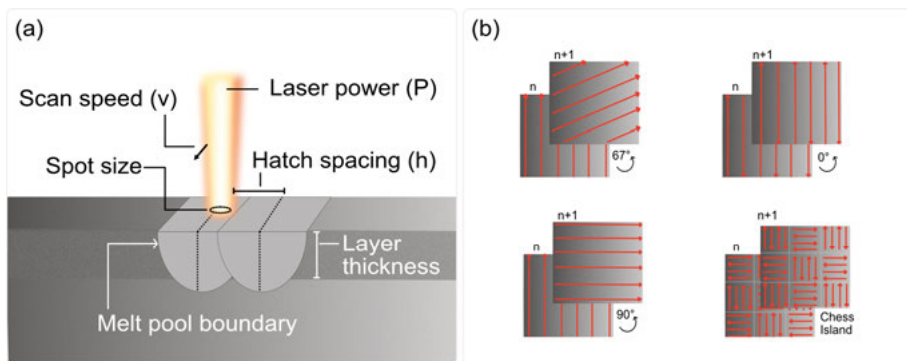 (a)
Scan speed (v)
Laser power (P)
Spot size
Hatch spacing (h)
Layer
thickness
Melt pool boundary
(b)
n+1
n
67°
n+1
n
0°
n+1
n
90°
n+1
n
Chess
Island